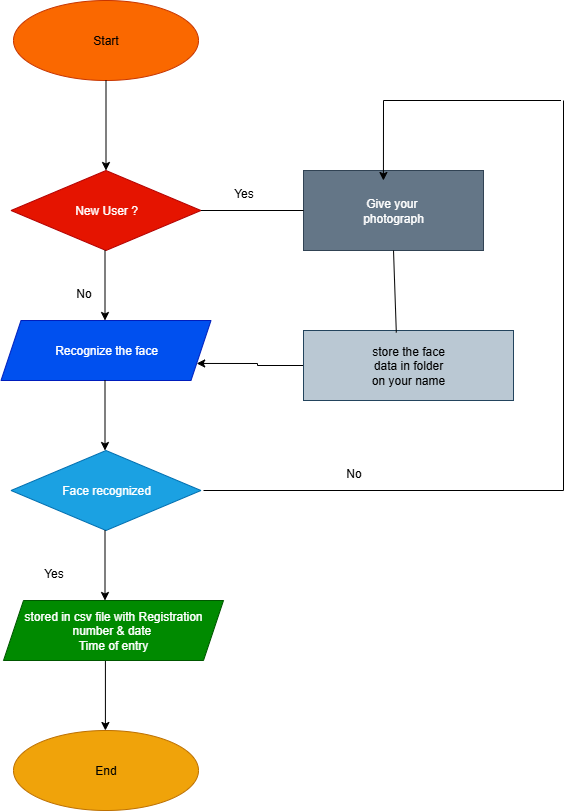 Start
New User ?
Yes
Give your
photograph
No
Recognize the face
store the face
data in folder
on your name
Face recognized
No
Yes
stored in csv file with Registration
number & date
Time of entry
End